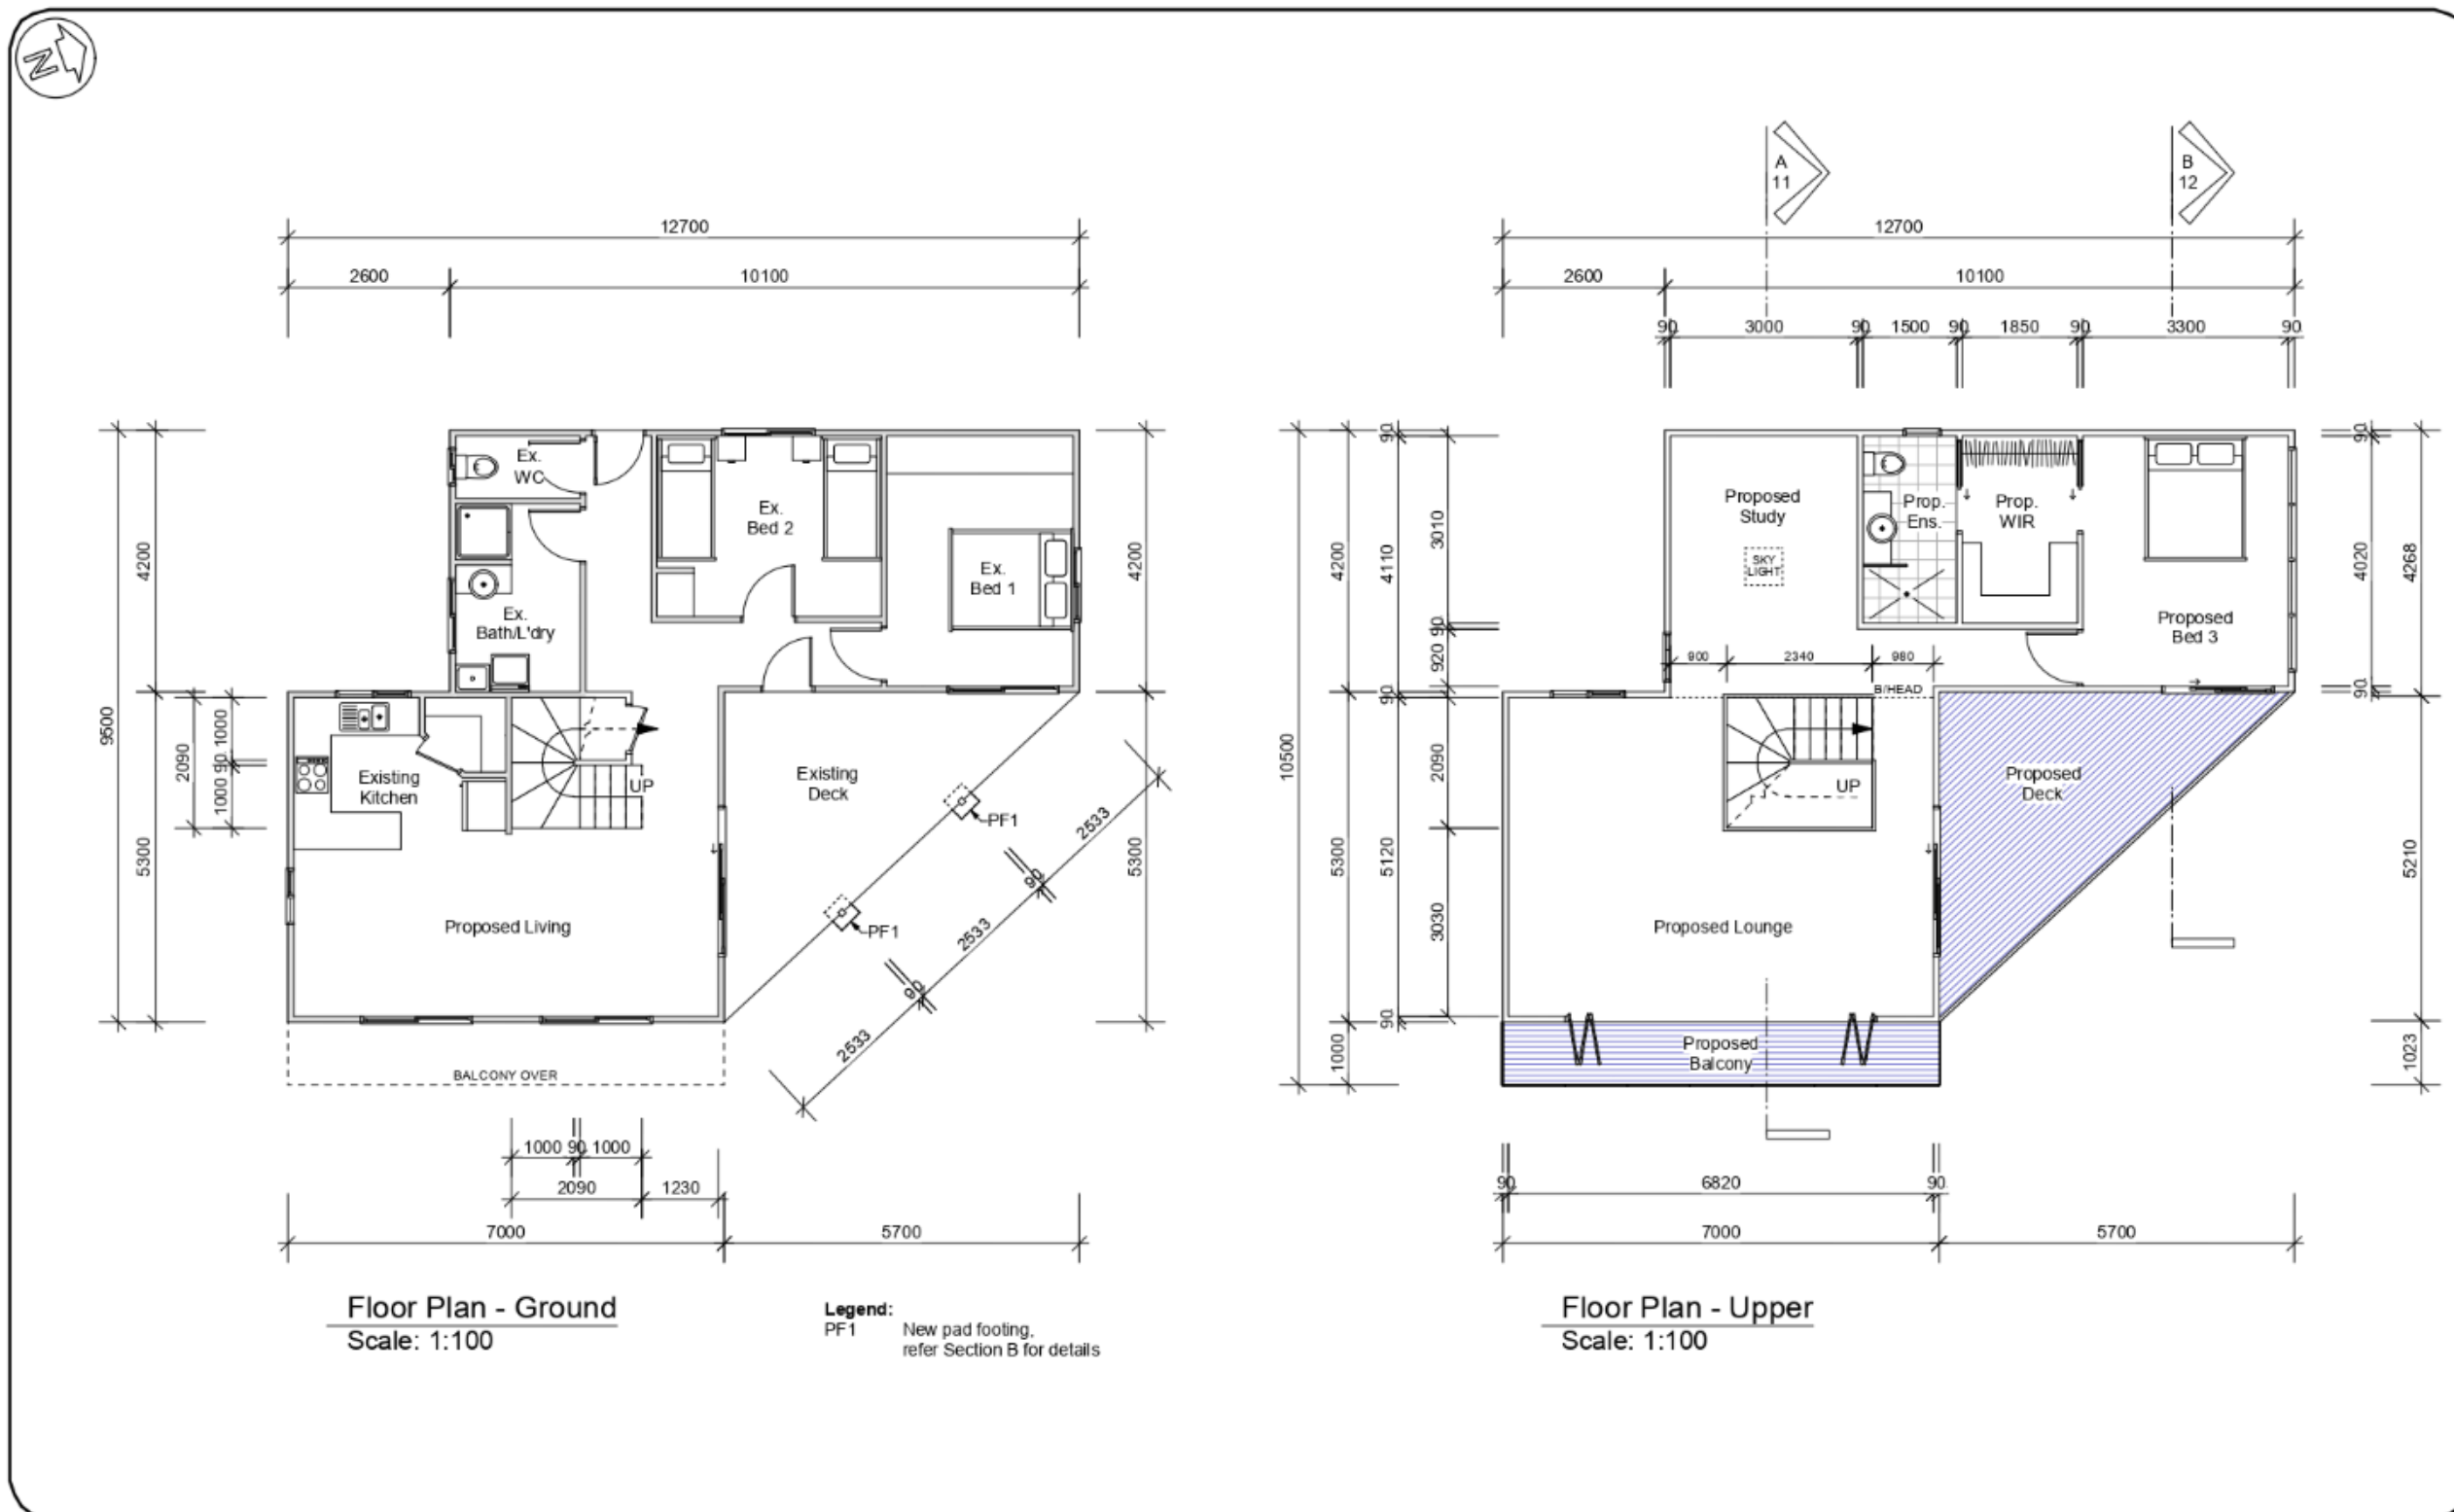 N
12700
2600
10100
Ex.
WC
Ex.
Bed 2
Ex.
Bed 1
Ex.
Bath/L'dry
Existing
Kitchen
UP
Existing
Deck
PF1
PF1
Proposed Living
BALCONY OVER
9500
4200
5300
2090
1000 90 1000
4200
5300
2533
90
2533
90
2533
1000 90 1000
2090
1230
7000
5700
Floor Plan - Ground
Scale: 1:100
Legend:
PF1 New pad footing,
refer Section B for details
A
11
B
12
12700
2600
10100
90 3000 90 1500 90 1850 90 3300 90
Proposed
Study
SKY
LIGHT
Prop.
Ens.
Prop.
WIR
Proposed
Bed 3
900
2340
980
B/HEAD
UP
Proposed
Deck
Proposed Lounge
Proposed
Balcony
10500
4200
5300
1000
90
4110
90
5120
90
3010
90
920
2090
3030
90
4020
90
4268
5210
1023
90
6820
90
7000
5700
Floor Plan - Upper
Scale: 1:100